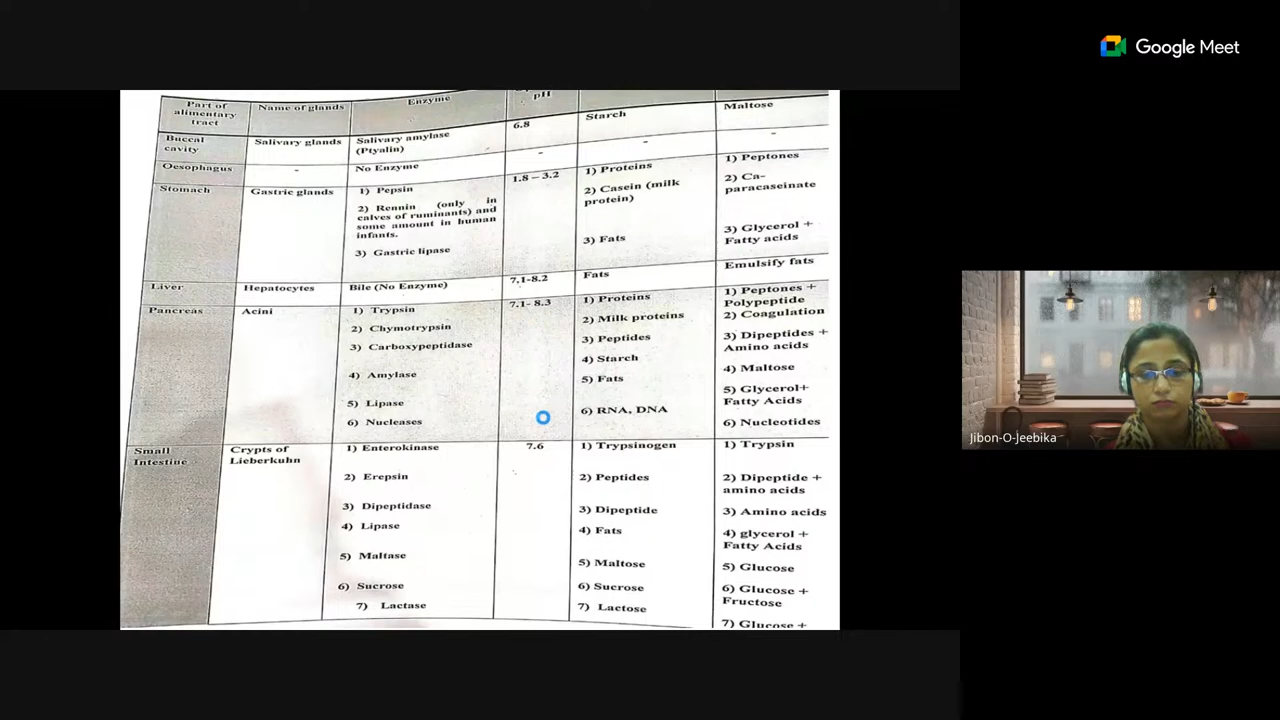 Google Meet
Part of
alimentary
tract
Name of glands
Enzyme
pH
Buccal
cavity
Salivary glands
Salivary amylase
(Ptyalin)
6.8
Starch
Maltose
Oesophagus
-
No Enzyme
-
-
-
Stomach
Gastric glands
1) Pepsin
2) Rennin (only in
calves of ruminants) and
some amount in human
infants.
3) Gastric lipase
1.8 – 3.2
1) Proteins
2) Casein (milk
protein)
3) Fats
1) Peptones
2) Ca-
paracaseinate
3) Glycerol +
Fatty acids
Liver
Hepatocytes
Bile (No Enzyme)
7.1-8.2
Fats
Emulsify fats
Pancreas
Acini
1) Trypsin
2) Chymotrypsin
3) Carboxypeptidase
4) Amylase
5) Lipase
6) Nucleases
7.1- 8.3
1) Proteins
2) Milk proteins
3) Peptides
4) Starch
5) Fats
6) RNA, DNA
1) Peptones +
Polypeptide
2) Coagulation
3) Dipeptides +
Amino acids
4) Maltose
5) Glycerol+
Fatty Acids
6) Nucleotides
Small
Intestine
Crypts of
Lieberkuhn
1) Enterokinase
2) Erepsin
3) Dipeptidase
4) Lipase
5) Maltase
6) Sucrose
7) Lactase
7.6
1) Trypsinogen
2) Peptides
3) Dipeptide
4) Fats
5) Maltose
6) Sucrose
7) Lactose
1) Trypsin
2) Dipeptide +
amino acids
3) Amino acids
4) glycerol +
Fatty Acids
5) Glucose
6) Glucose +
Fructose
7) Glucose +
Jibon-O-Jeebika